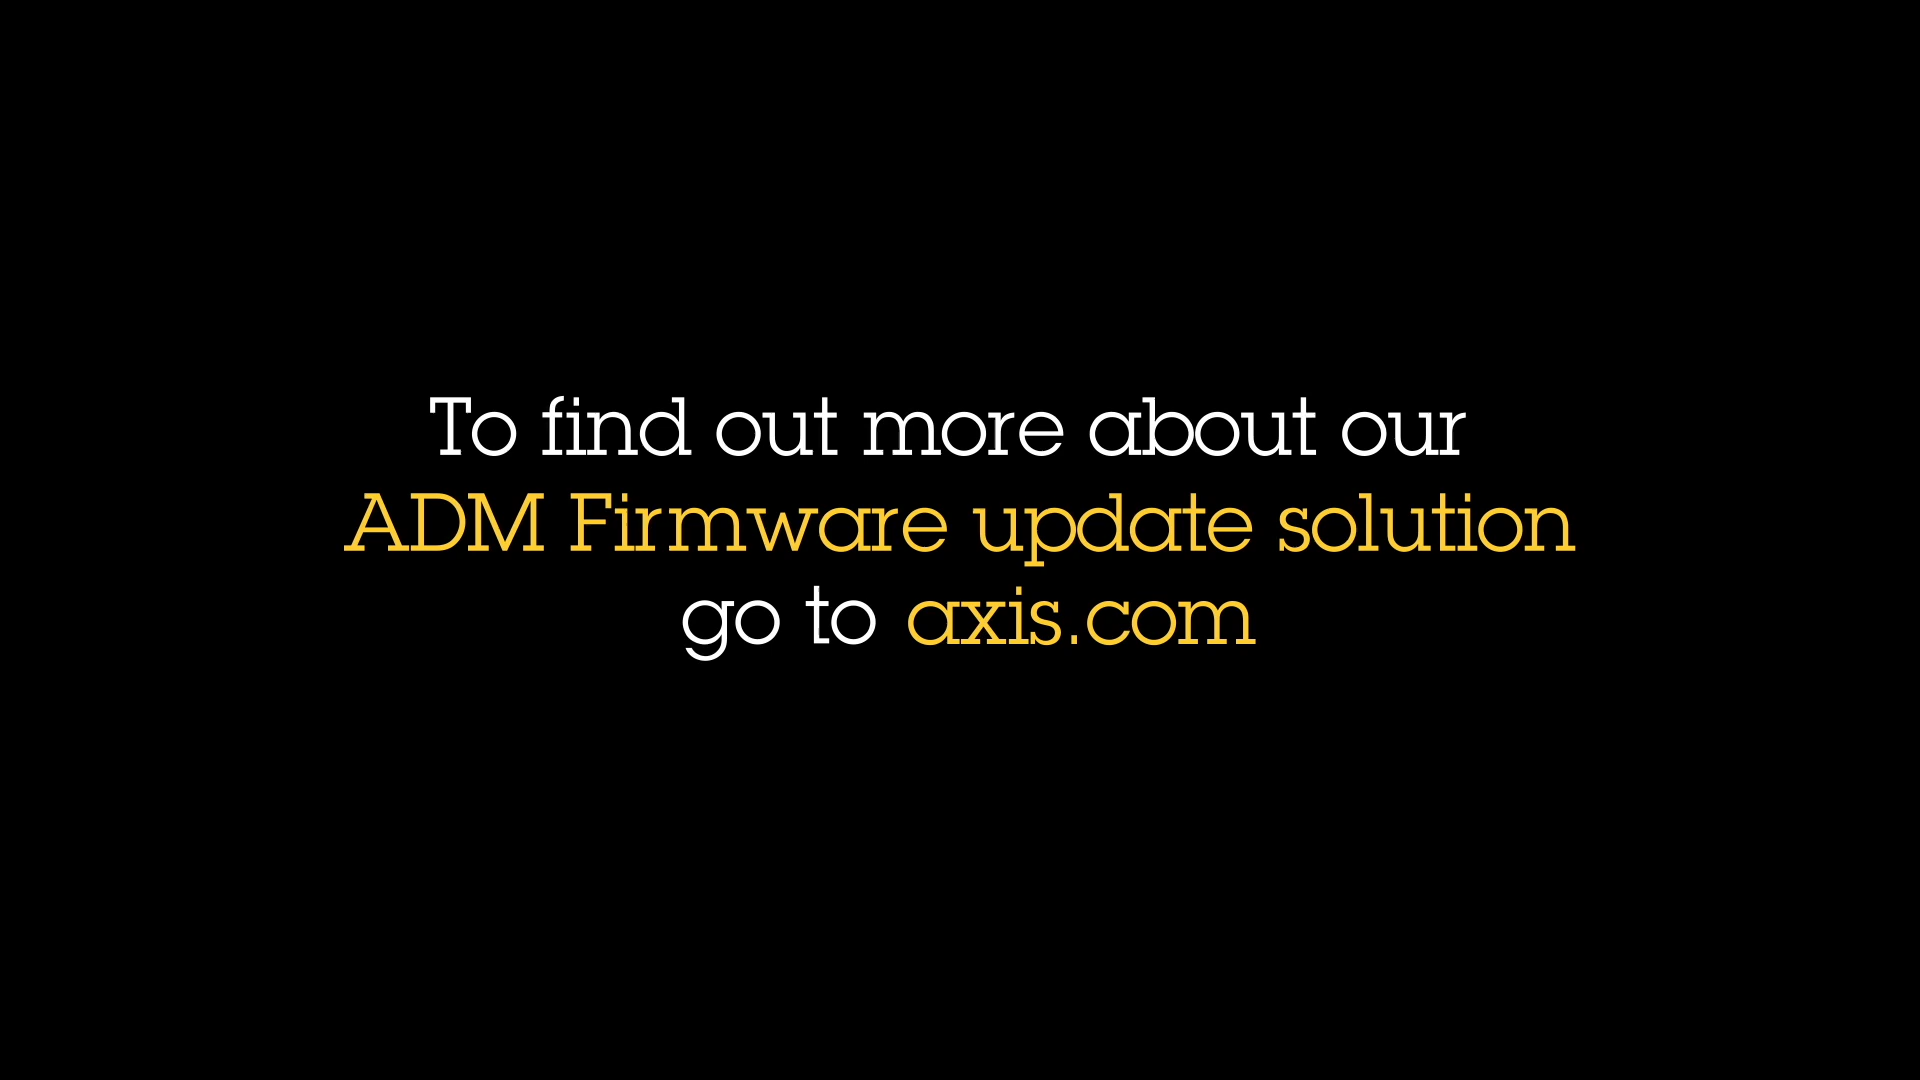 To find out more about our
ADM Firmware update solution
go to axis.com